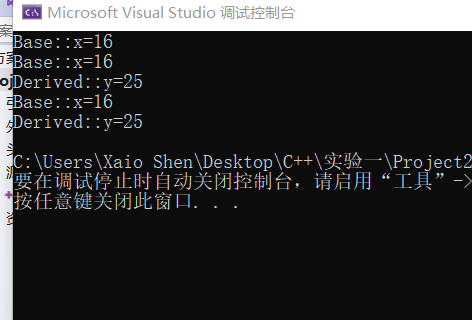 Microsoft Visual Studio 调试控制台
Base::x=16
Base::x=16
Derived::y=25
Base::x=16
Derived::y=25
C:\Users\Xaio Shen\Desktop\C++\实验一\Project2
要在调试停止时自动关闭控制台，请启用“工具”->
按任意键关闭此窗口. . .